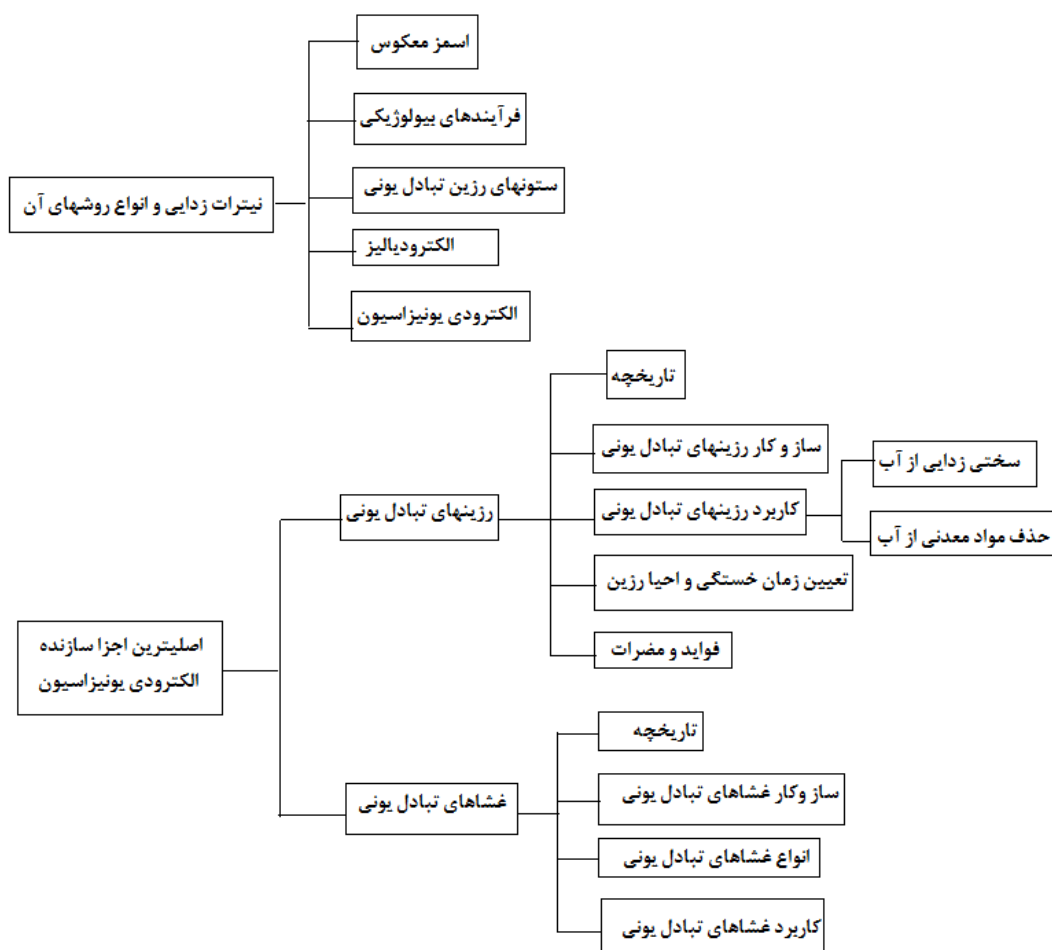 نیترات زدایی و انواع روشهای آن
اسمز معکوس
فرآیندهای بیولوژیکی
ستونهای رزین تبادل یونی
الکترودیالیز
الکترودی یونیزاسیون
اصلیترین اجزا سازنده
الکترودی یونیزاسیون
رزینهای تبادل یونی
تاریخچه
ساز و کار رزینهای تبادل یونی
کاربرد رزینهای تبادل یونی
سختی زدایی از آب
حذف مواد معدنی از آب
تعیین زمان خستگی و احیا رزین
فواید و مضرات
غشاهای تبادل یونی
تاریخچه
ساز وکار غشاهای تبادل یونی
انواع غشاهای تبادل یونی
کاربرد غشاهای تبادل یونی